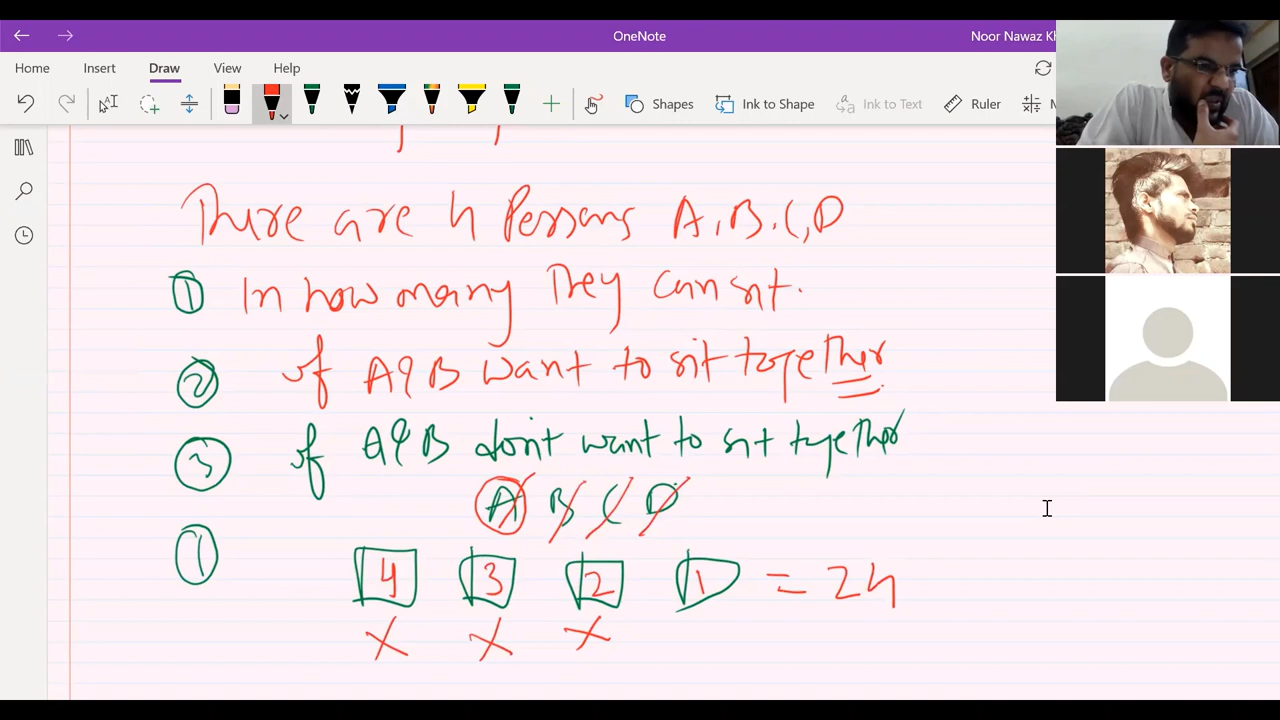 OneNote
Noor Nawaz Kh
Home Insert Draw View Help
Shapes Ink to Shape Ink to Text Ruler
There are 4 Persons A, B, C, D
① In how many They can sit.
② if A & B want to sit together
③ if A & B don't want to sit together
A B C D
① 4 3 2 1 = 24
x x x